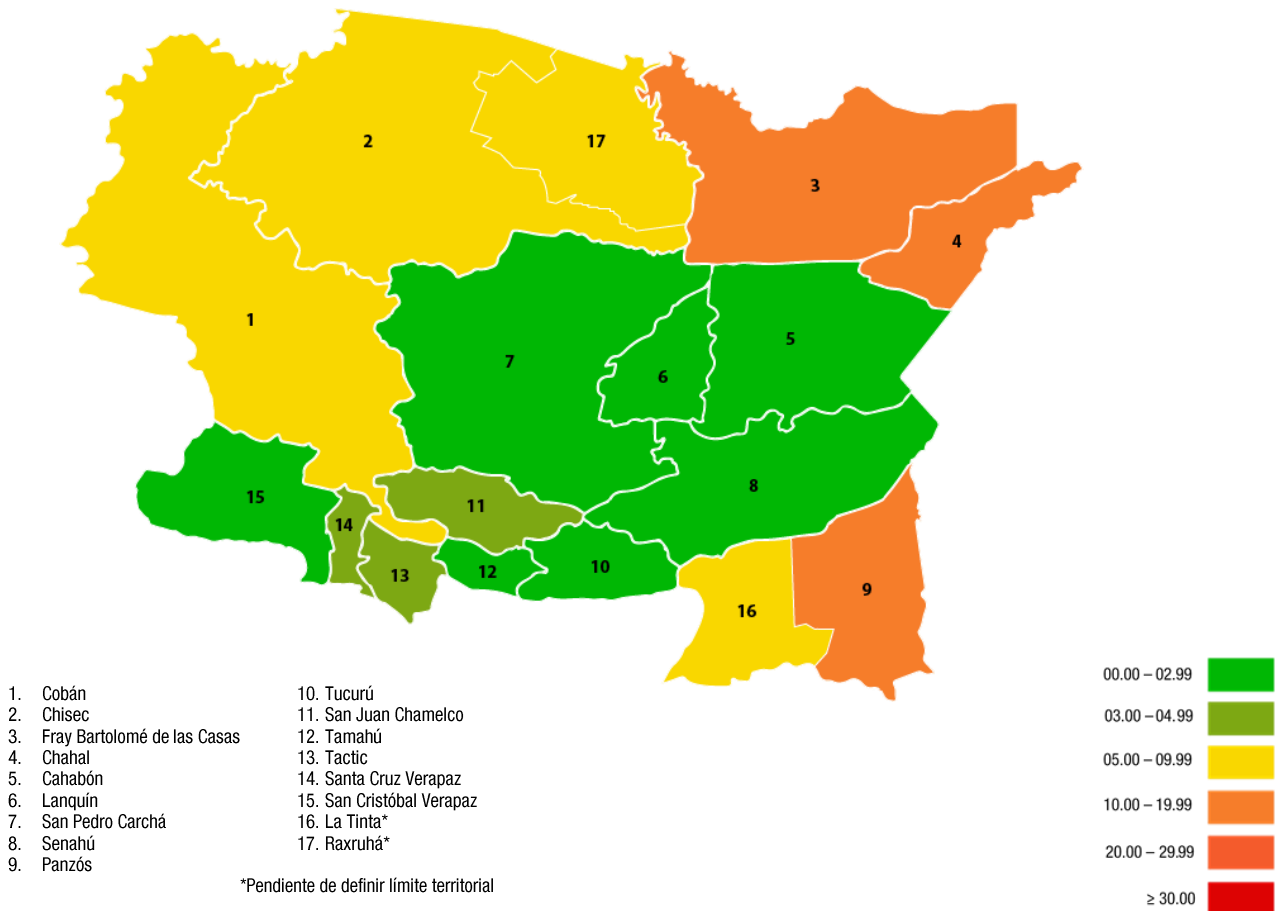 2
17
3
4
1
5
7
6
8
15
11
14
10
12
13
9
16
00.00 – 02.99
03.00 – 04.99
05.00 – 09.99
10.00 – 19.99
20.00 – 29.99
≥ 30.00
1. Cobán
2. Chisec
3. Fray Bartolomé de las Casas
4. Chahal
5. Cahabón
6. Lanquín
7. San Pedro Carchá
8. Senahú
9. Panzós
10. Tucurú
11. San Juan Chamelco
12. Tamahú
13. Tactic
14. Santa Cruz Verapaz
15. San Cristóbal Verapaz
16. La Tinta*
17. Raxruhá*
*Pendiente de definir límite territorial